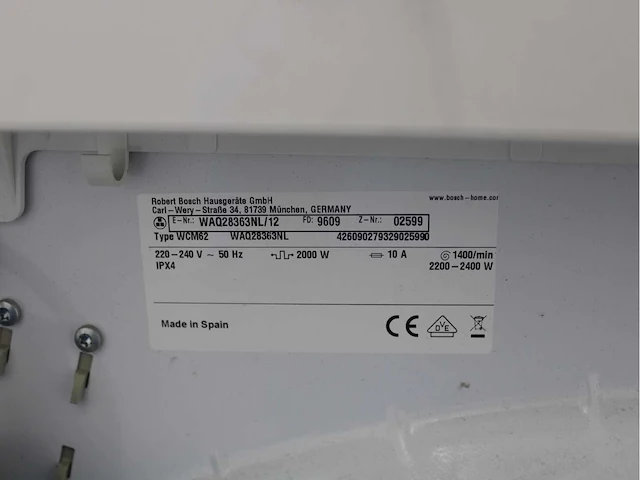 Robert Bosch Hausgeräte GmbH www.bosch-home.com
Carl-Wery-Straße 34, 81739 München, GERMANY
E-Nr.: WAQ28363NL/12 FD: 9609 Z-Nr.: 02599
Type WCM62 WAQ28363NL 426090279329025990
220-240 V ~ 50 Hz 2000 W 10 A 1400/min
IPX4 2200-2400 W
Made in Spain CE VDE